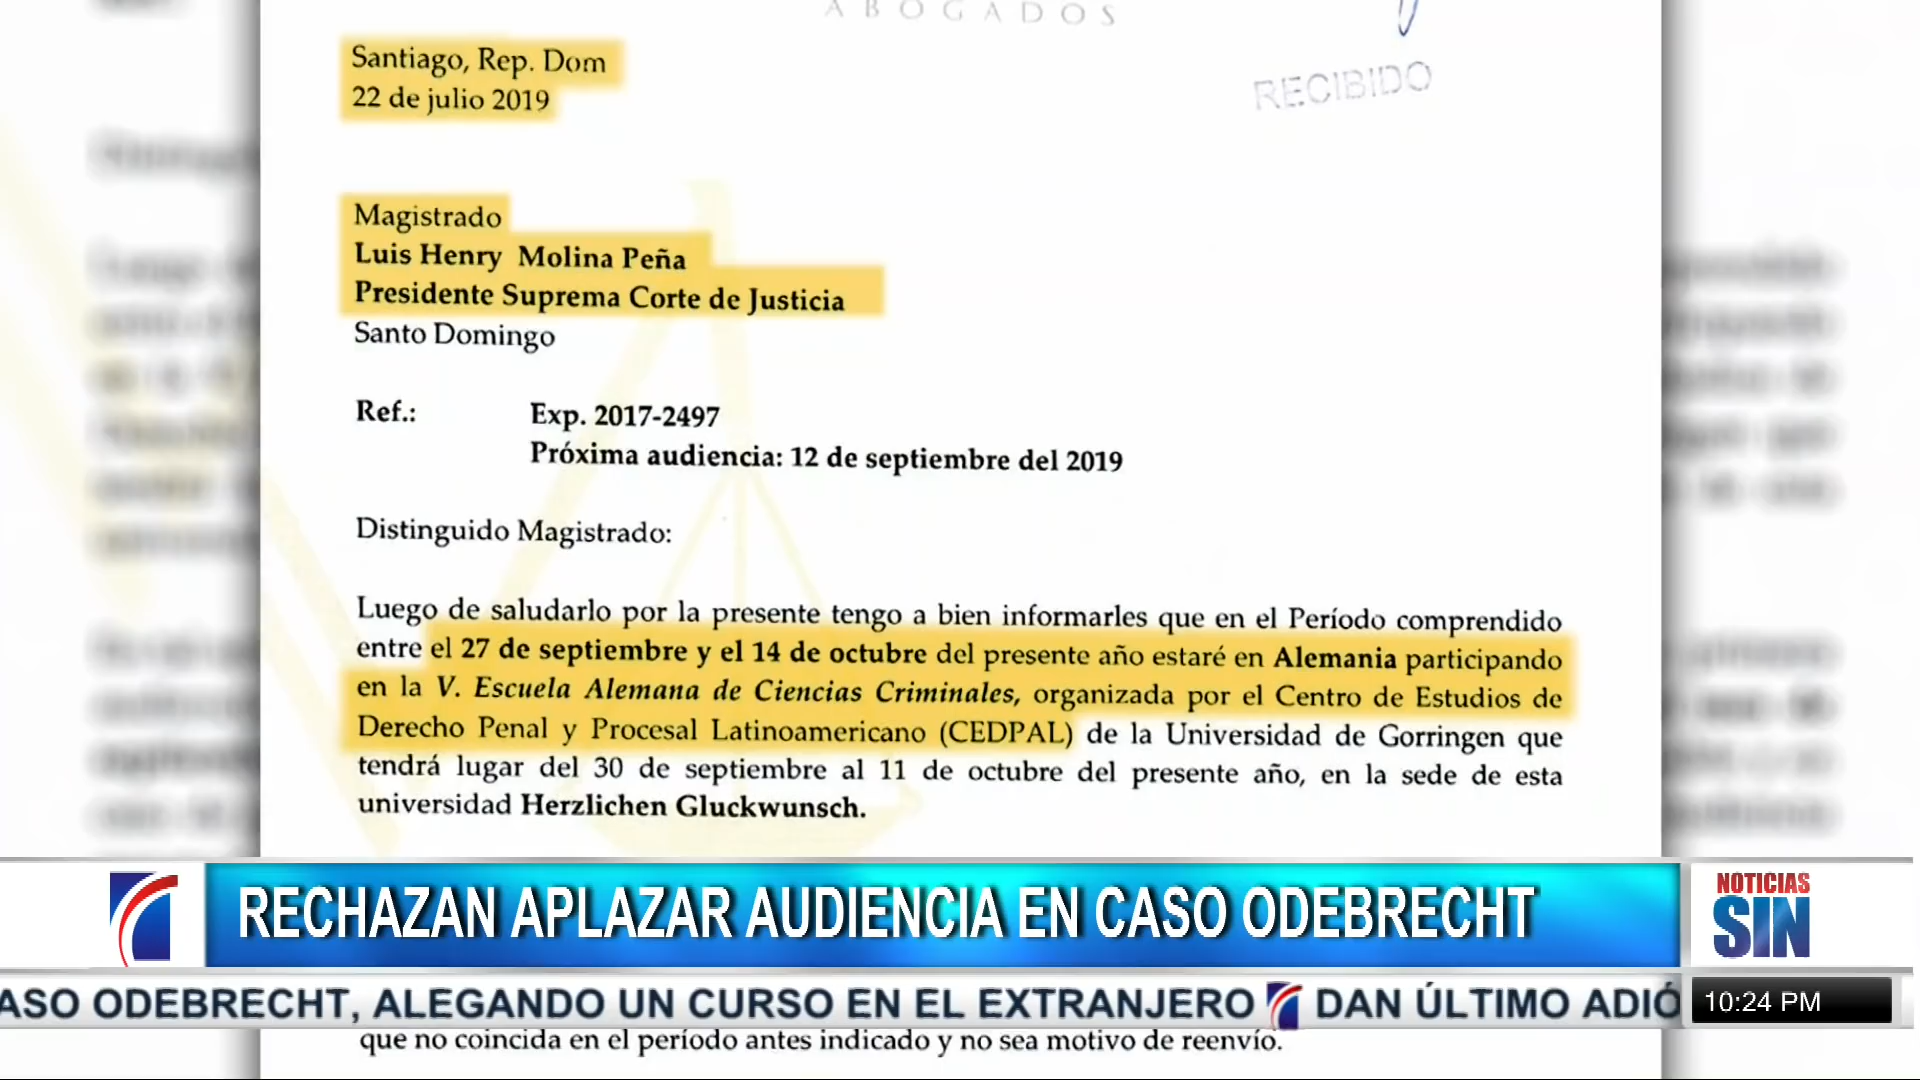 ABOGADOS
RECIBIDO
Santiago, Rep. Dom
22 de julio 2019
Magistrado
Luis Henry Molina Peña
Presidente Suprema Corte de Justicia
Santo Domingo
Ref.: Exp. 2017-2497
Próxima audiencia: 12 de septiembre del 2019
Distinguido Magistrado:
Luego de saludarlo por la presente tengo a bien informarles que en el Período comprendido
entre el 27 de septiembre y el 14 de octubre del presente año estaré en Alemania participando
en la V. Escuela Alemana de Ciencias Criminales, organizada por el Centro de Estudios de
Derecho Penal y Procesal Latinoamericano (CEDPAL) de la Universidad de Gorringen que
tendrá lugar del 30 de septiembre al 11 de octubre del presente año, en la sede de esta
universidad Herzlichen Gluckwunsch.
RECHAZAN APLAZAR AUDIENCIA EN CASO ODEBRECHT
NOTICIAS
SIN
ASO ODEBRECHT, ALEGANDO UN CURSO EN EL EXTRANJERO DAN ÚLTIMO ADIÓ
10:24 PM
que no coincida en el período antes indicado y no sea motivo de reenvío.